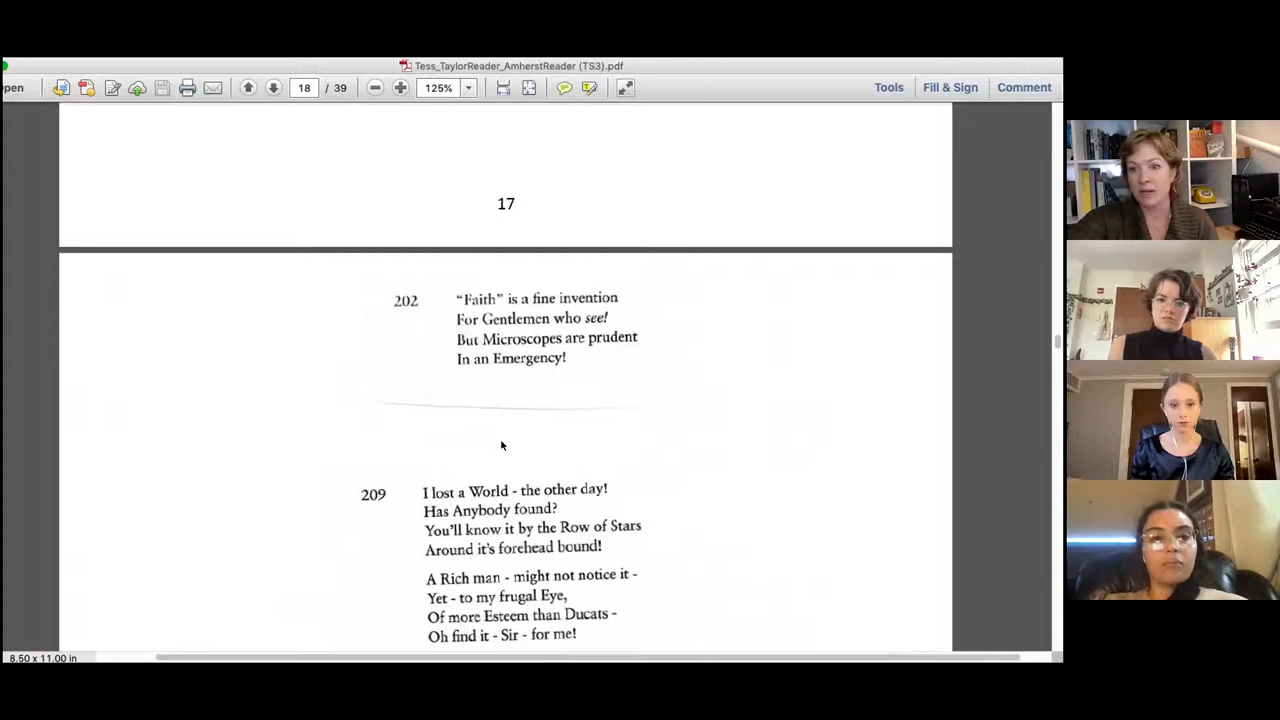 Tess_TaylorReader_AmherstReader (TS3).pdf
pen
18 / 39
125%
Tools
Fill & Sign
Comment
17
202
"Faith" is a fine invention
For Gentlemen who see!
But Microscopes are prudent
In an Emergency!
209
I lost a World - the other day!
Has Anybody found?
You'll know it by the Row of Stars
Around it's forehead bound!
A Rich man - might not notice it -
Yet - to my frugal Eye,
Of more Esteem than Ducats -
Oh find it - Sir - for me!
8.50 x 11.00 in